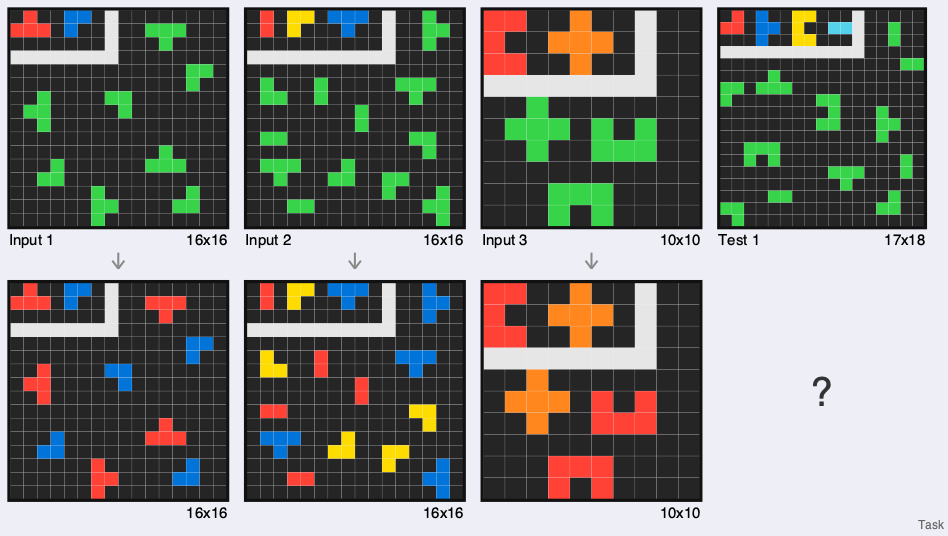 Input 1 16x16
Input 2 16x16
Input 3 10x10
Test 1 17x18
?
16x16
16x16
10x10
Task